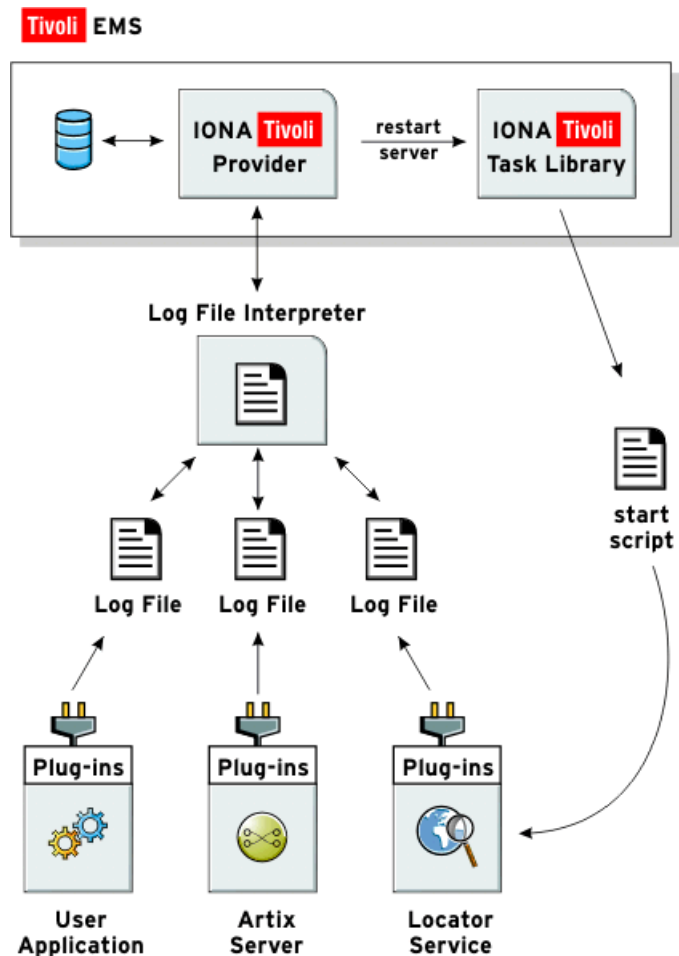 Tivoli EMS
IONA Tivoli
Provider
restart
server
IONA Tivoli
Task Library
Log File Interpreter
start
script
Log File
Log File
Log File
Plug-ins
Plug-ins
Plug-ins
User
Application
Artix
Server
Locator
Service